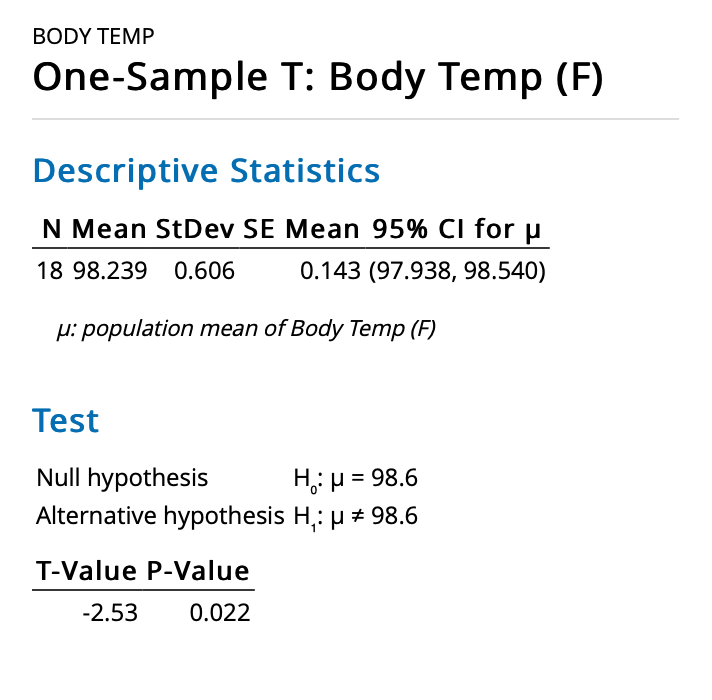 BODY TEMP
One-Sample T: Body Temp (F)
Descriptive Statistics
N Mean StDev SE Mean 95% CI for μ
18 98.239 0.606 0.143 (97.938, 98.540)
μ: population mean of Body Temp (F)
Test
Null hypothesis H₀: μ = 98.6
Alternative hypothesis H₁: μ ≠ 98.6
T-Value P-Value
-2.53 0.022